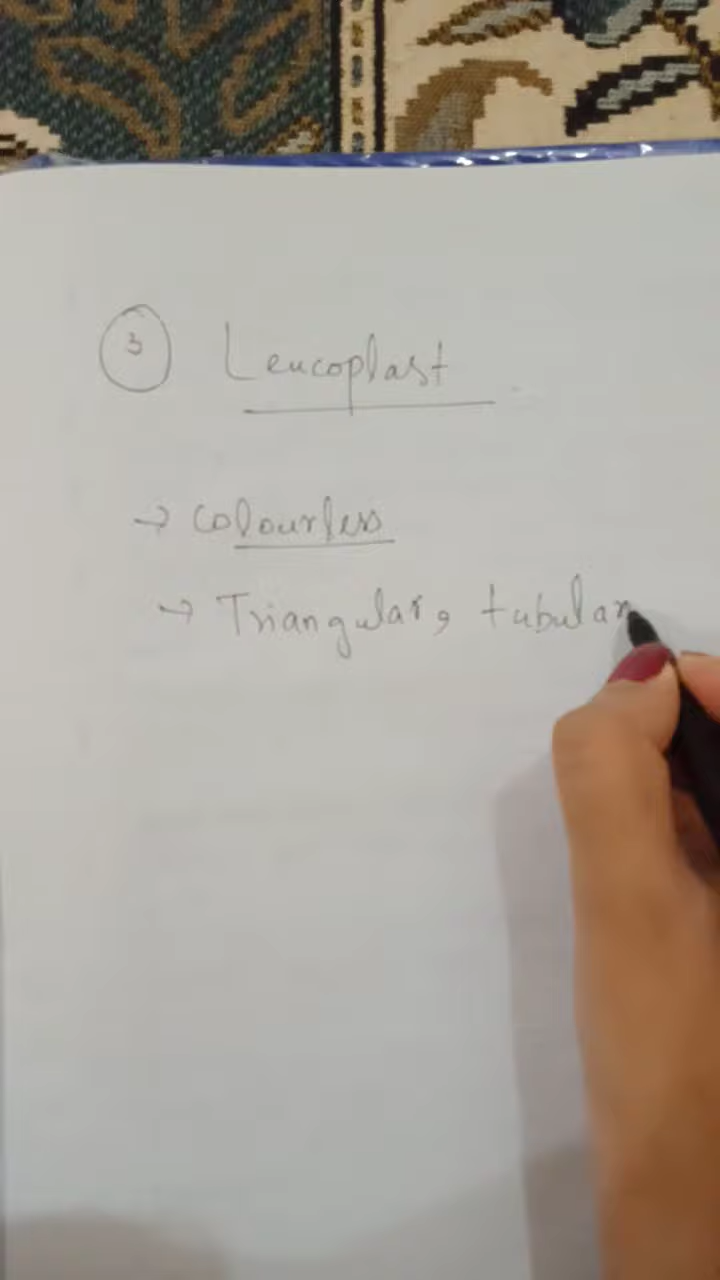 3 Leucoplast
→ colourless
→ Triangular, tubular